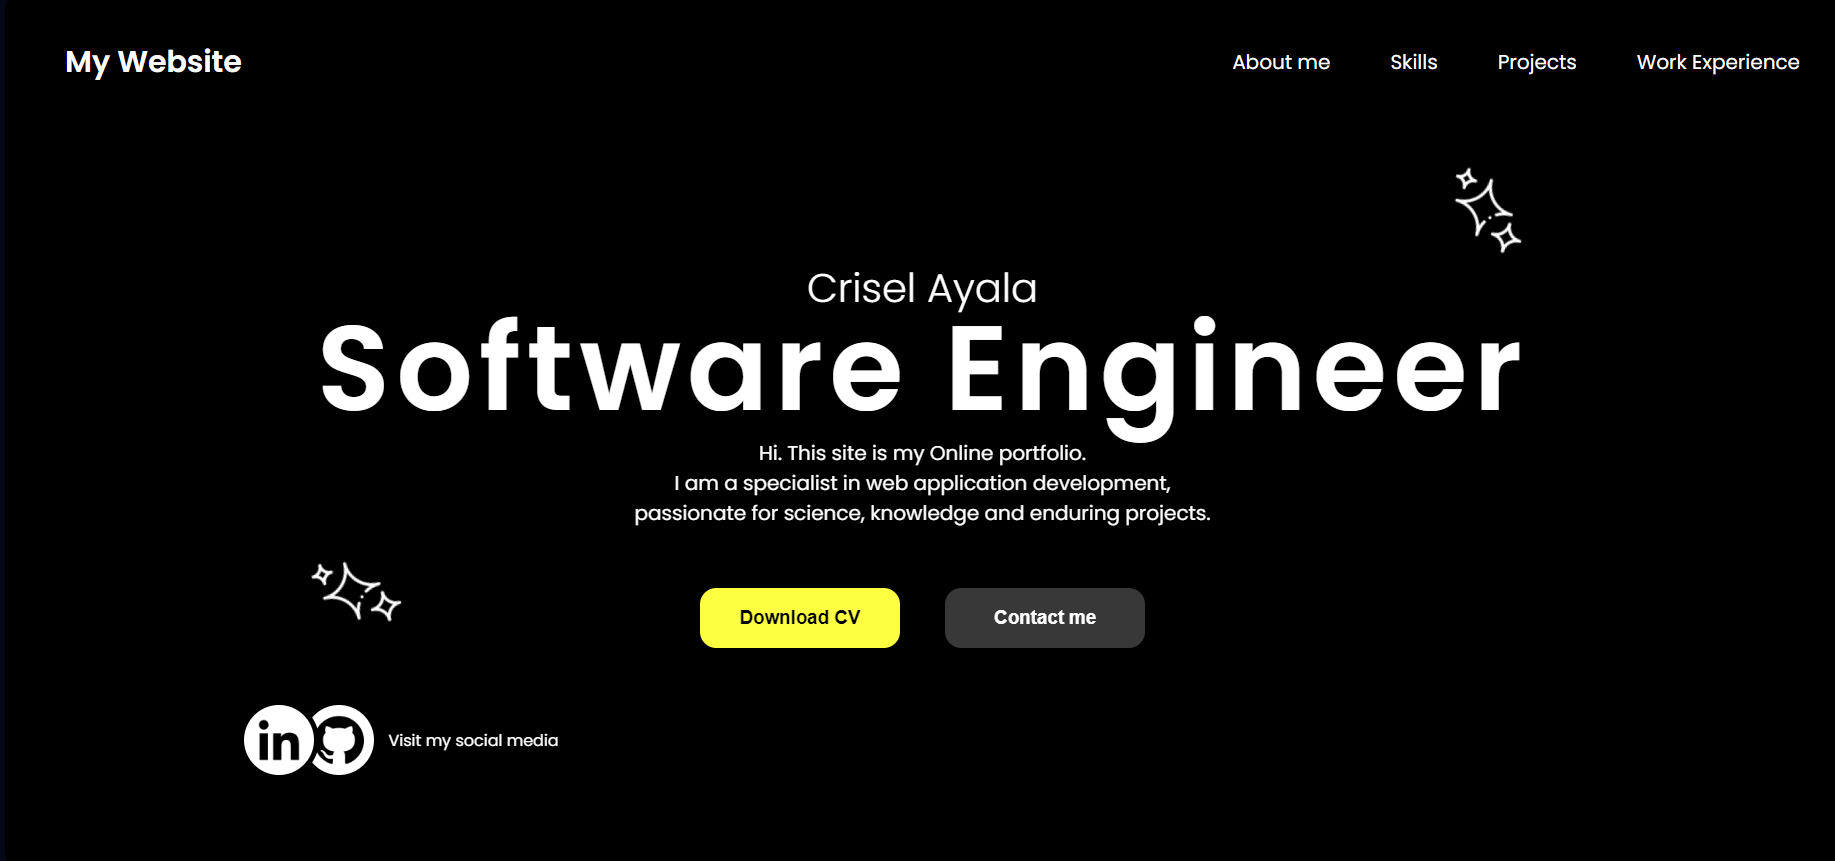 My Website
About me
Skills
Projects
Work Experience
Crisel Ayala
Software Engineer
Hi. This site is my Online portfolio.
I am a specialist in web application development,
passionate for science, knowledge and enduring projects.
Download CV
Contact me
in
Visit my social media